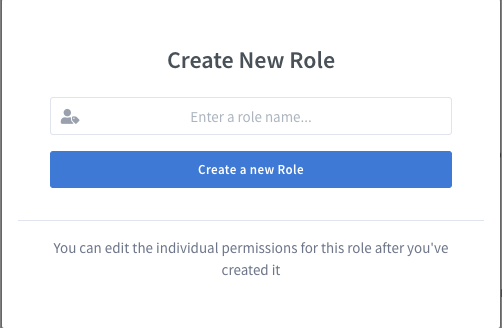 Create New Role
Enter a role name...
Create a new Role
You can edit the individual permissions for this role after you've
created it